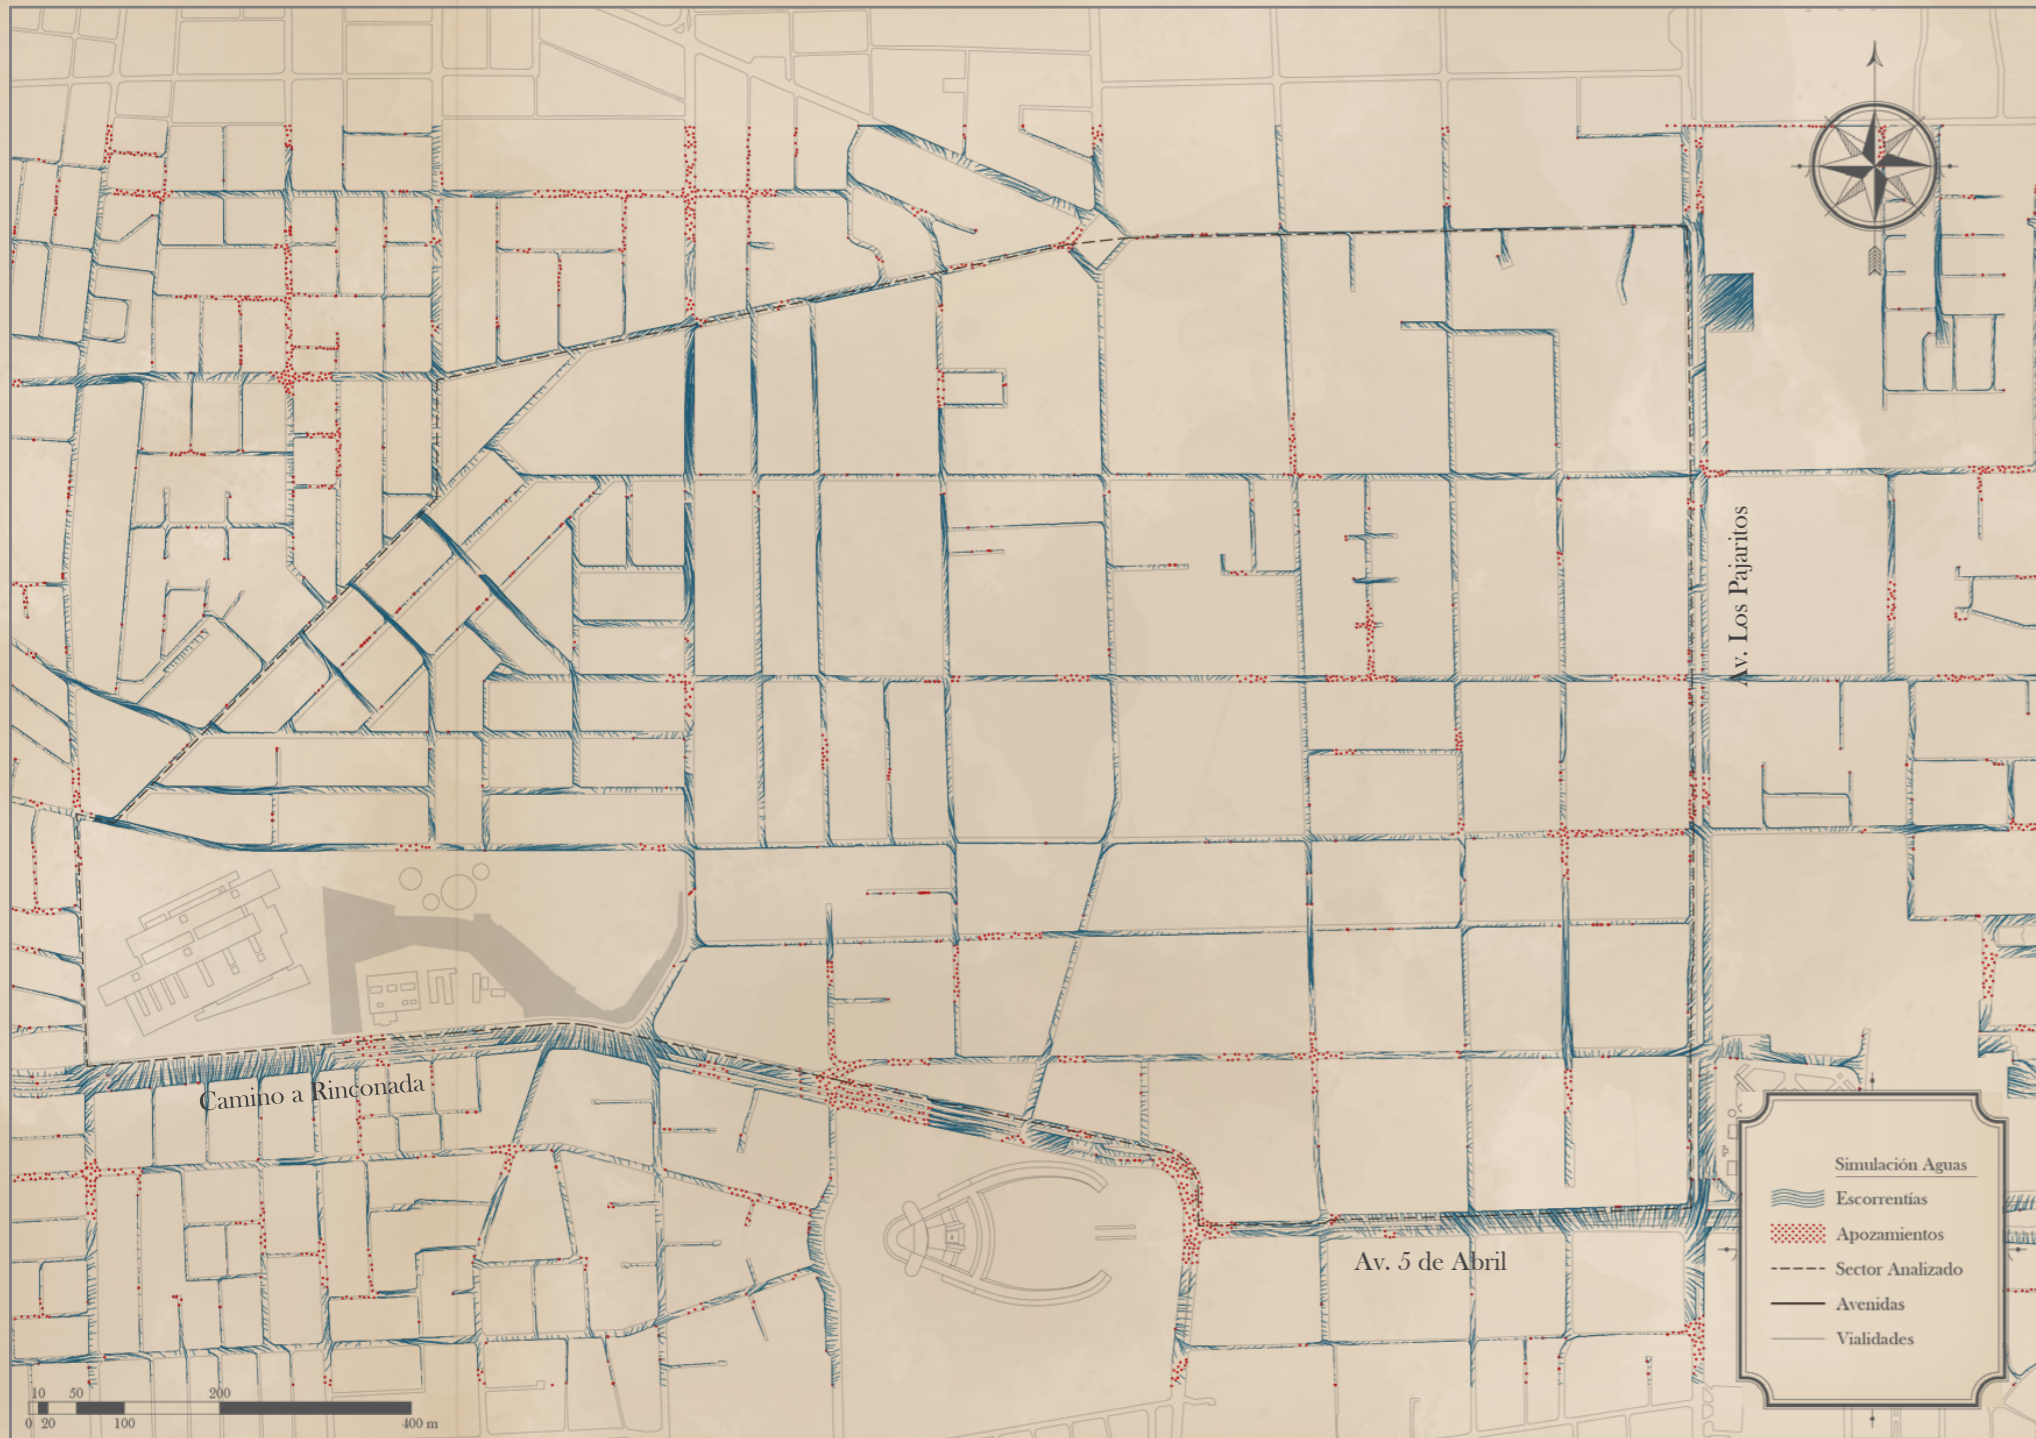 Av. Los Pajaritos
Camino a Rinconada
Av. 5 de Abril
Simulación Aguas
Escorrentías
Apozamientos
Sector Analizado
Avenidas
Vialidades
10 50 200
0 20 100 400 m